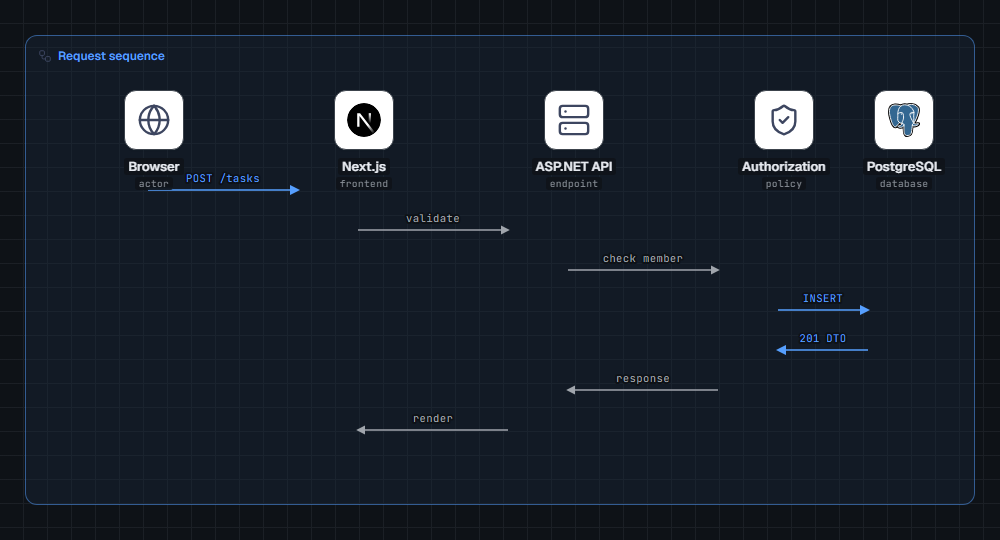 Request sequence
Browser
actor
Next.js
frontend
ASP.NET API
endpoint
Authorization
policy
PostgreSQL
database
POST /tasks
validate
check member
INSERT
201 DTO
response
render